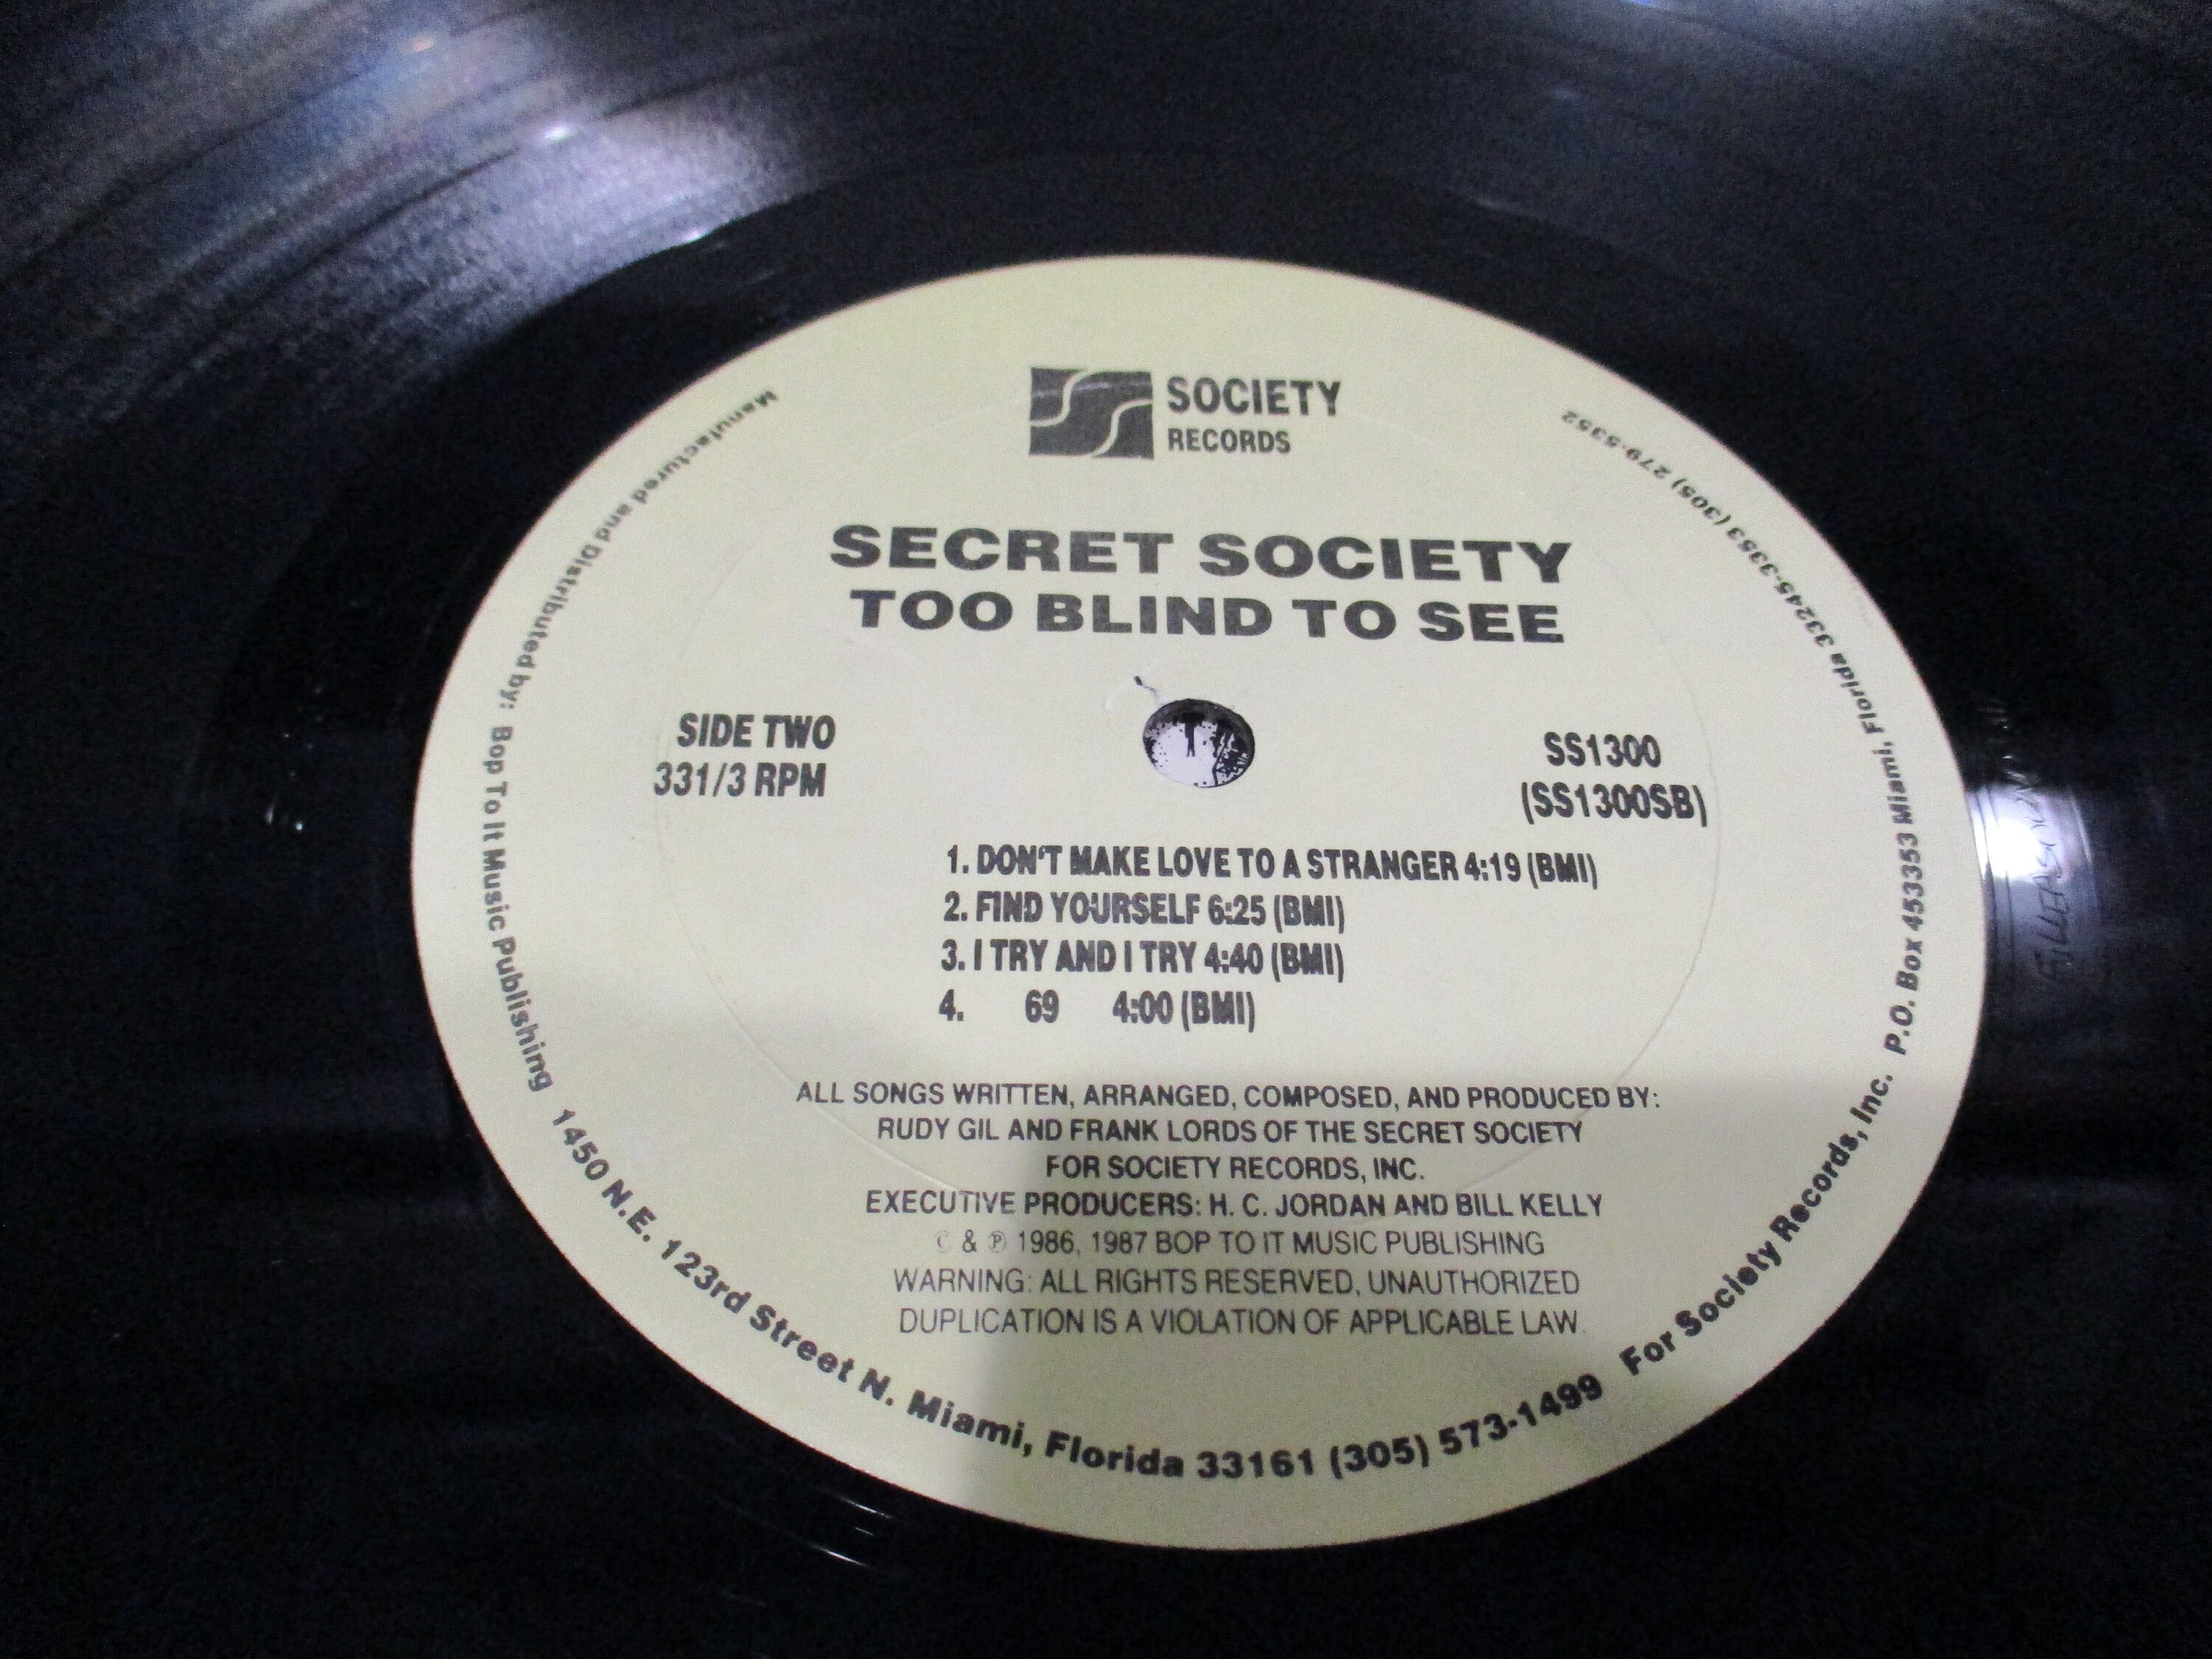 SOCIETY
RECORDS
SECRET SOCIETY
TOO BLIND TO SEE
SIDE TWO
331/3 RPM
SS1300
(SS1300SB)
1. DON'T MAKE LOVE TO A STRANGER 4:19 (BMI)
2. FIND YOURSELF 6:25 (BMI)
3. I TRY AND I TRY 4:40 (BMI)
4. 69 4:00 (BMI)
ALL SONGS WRITTEN, ARRANGED, COMPOSED, AND PRODUCED BY:
RUDY GIL AND FRANK LORDS OF THE SECRET SOCIETY
FOR SOCIETY RECORDS, INC.
EXECUTIVE PRODUCERS: H. C. JORDAN AND BILL KELLY
© & ℗ 1986, 1987 BOP TO IT MUSIC PUBLISHING
WARNING: ALL RIGHTS RESERVED, UNAUTHORIZED
DUPLICATION IS A VIOLATION OF APPLICABLE LAW.
Manufactured and Distributed by: Bop To It Music Publishing 1450 N.E. 123rd Street N. Miami, Florida 33161 (305) 573-1499 For Society Records, Inc. P.O. Box 453353 Miami, Florida 33245-3353 (305) 279-5352